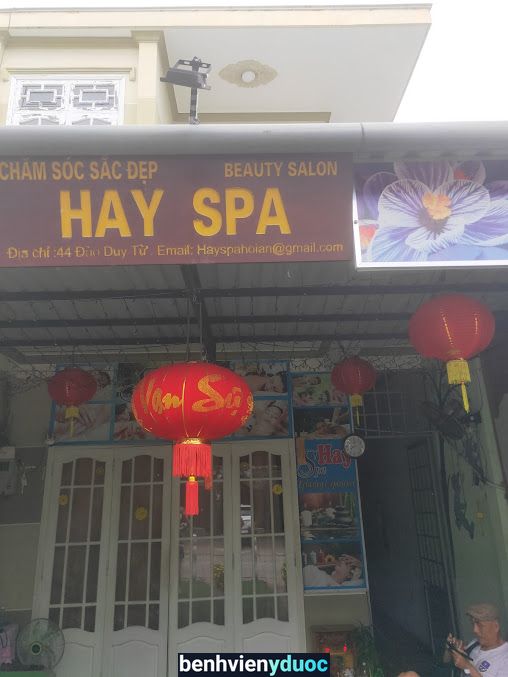 CHĂM SÓC SẮC ĐẸP BEAUTY SALON
HAY SPA
Địa chỉ :44 Đào Duy Từ Email: Hayspahoian@gmail.com
Vạn Sự
Hay
Spa
benhvienyduoc